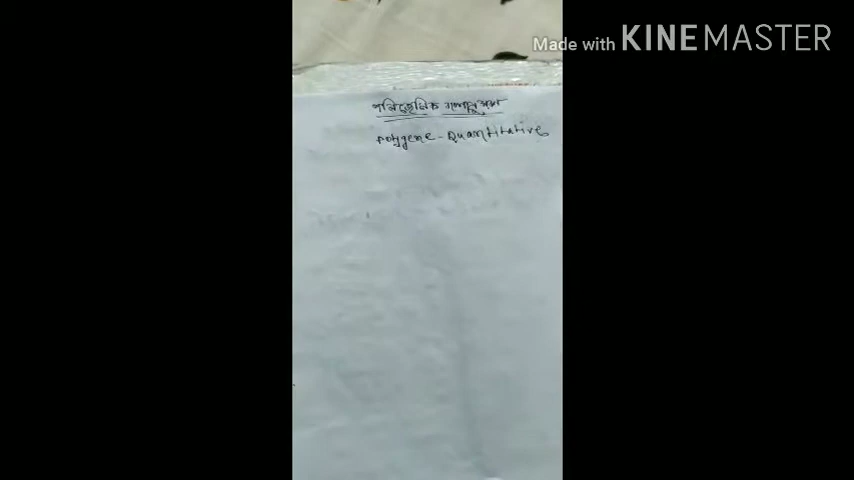 Made with KINEMASTER
পলিজেনিক
Polygene - Quantitative